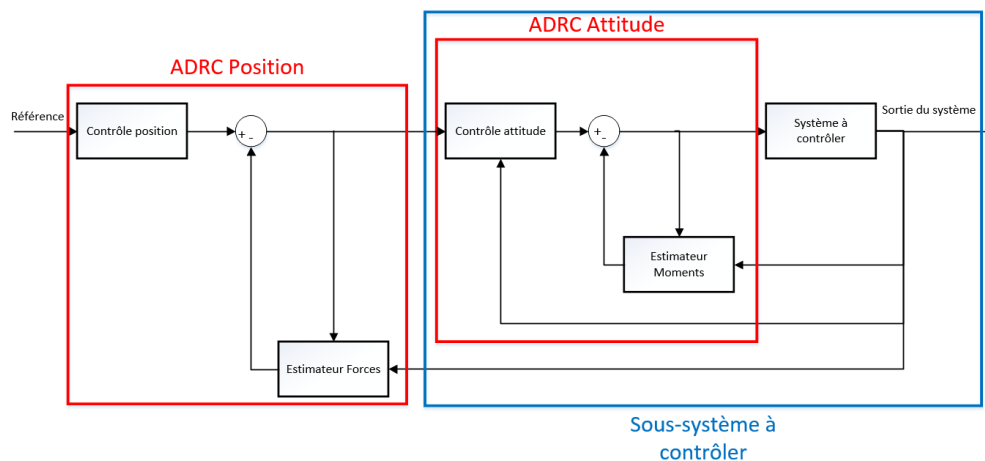 ADRC Attitude
ADRC Position
Référence
Contrôle position
+
-
Contrôle attitude
+
-
Système à
contrôler
Sortie du système
Estimateur
Moments
Estimateur Forces
Sous-système à
contrôler